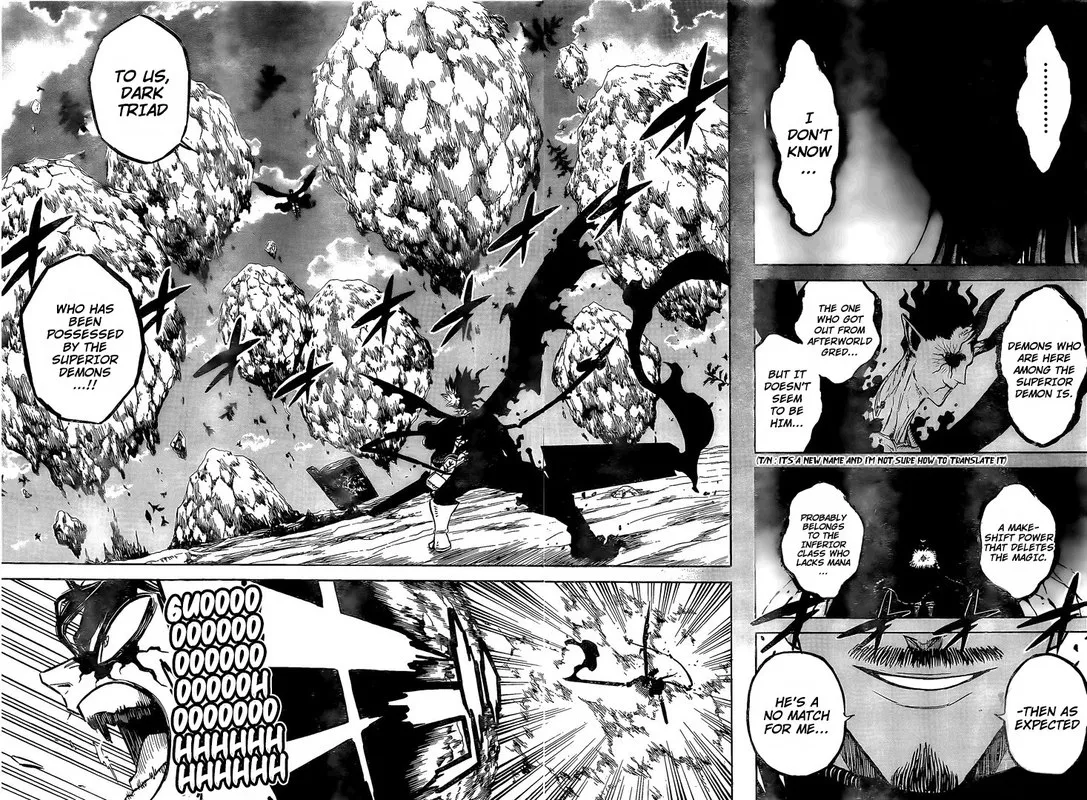 ...........
I
DON'T
KNOW
...
DEMONS WHO
ARE HERE
AMONG THE
SUPERIOR
DEMON IS.
THE ONE
WHO GOT
OUT FROM
AFTERWORLD
GRED...
BUT IT
DOESN'T
SEEM
TO BE
HIM...
(T/N : IT'S A NEW NAME AND I'M NOT SURE HOW TO TRANSLATE IT)
A MAKE-
SHIFT POWER
THAT DELETES
THE MAGIC.
PROBABLY
BELONGS
TO THE
INFERIOR
CLASS WHO
LACKS MANA
...
-THEN AS
EXPECTED
HE'S A
NO MATCH
FOR ME...
TO US,
DARK
TRIAD
WHO HAS
BEEN
POSSESSED
BY THE
SUPERIOR
DEMONS
...!!
GUOOOO
OOOOOO
OOOOOO
OOOOOH
OOOOOOO
HHHHHH
HHHHHH